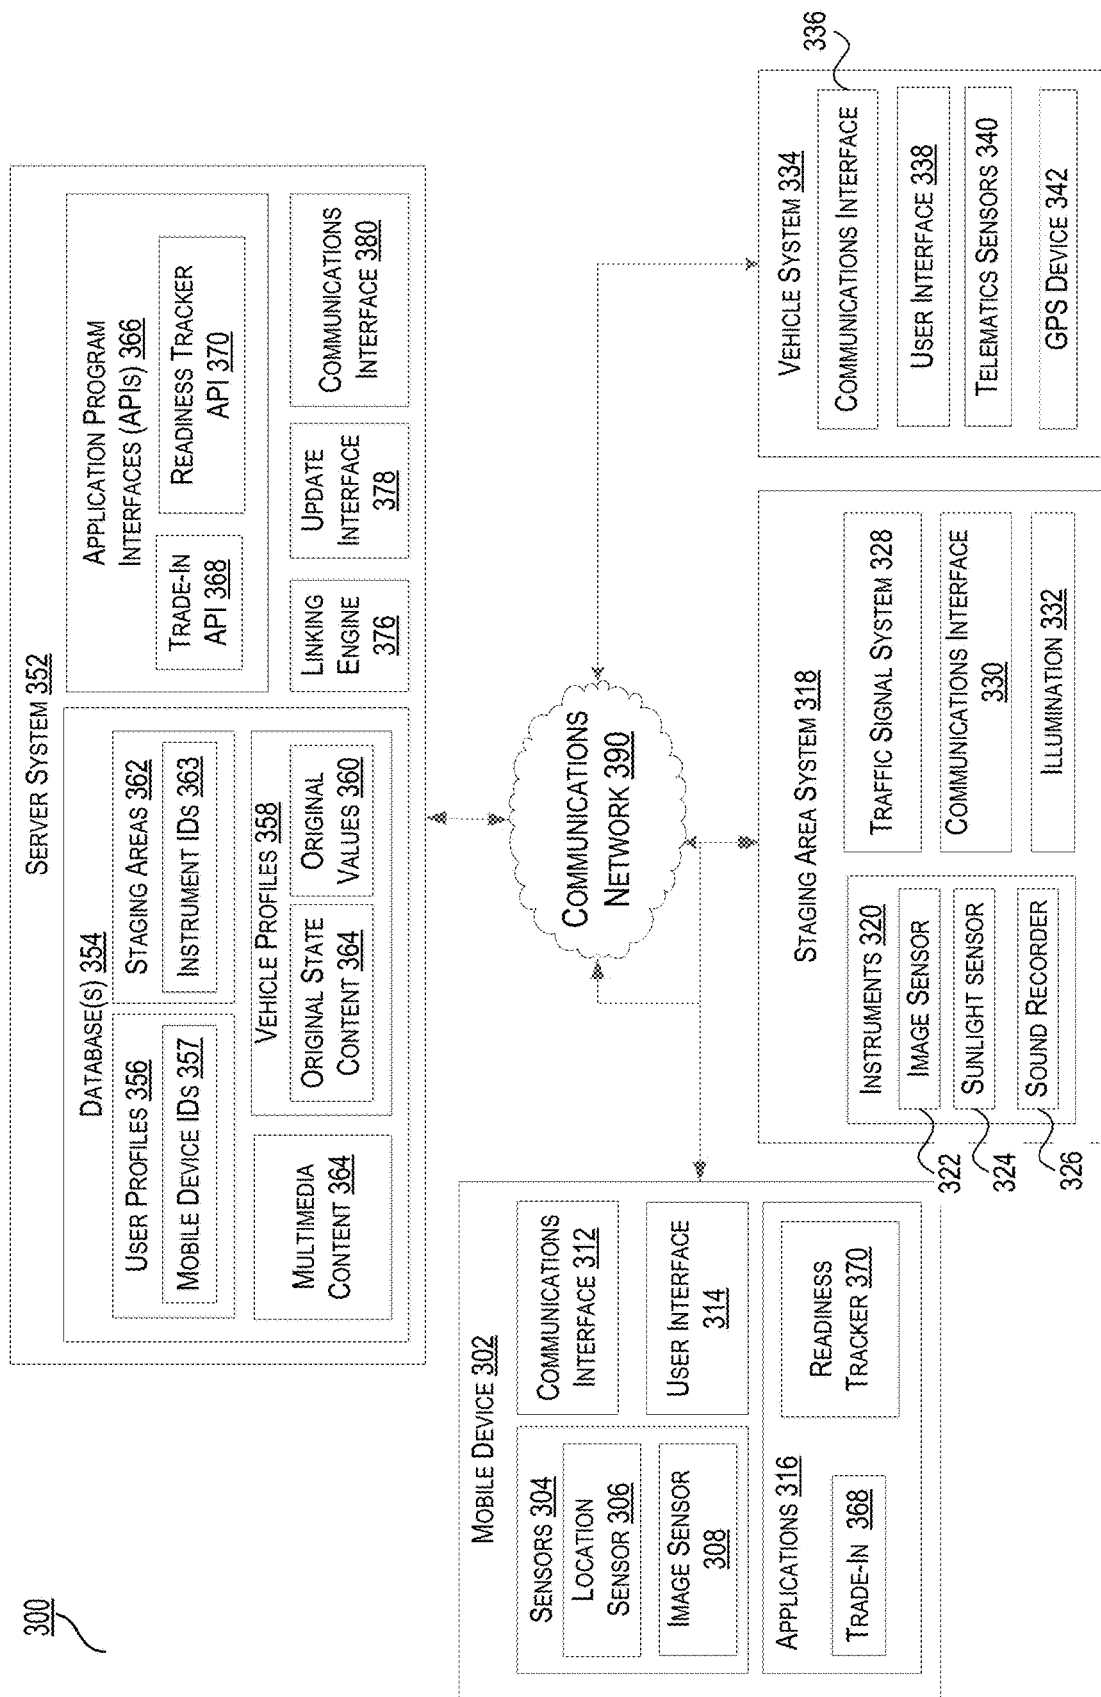 300
SERVER SYSTEM 352
DATABASE(S) 354
USER PROFILES 356
MOBILE DEVICE IDS 357
STAGING AREAS 362
INSTRUMENT IDS 363
MULTIMEDIA
CONTENT 364
VEHICLE PROFILES 358
ORIGINAL STATE
CONTENT 364
ORIGINAL
VALUES 360
APPLICATION PROGRAM
INTERFACES (APIS) 366
TRADE-IN
API 368
READINESS TRACKER
API 370
LINKING
ENGINE
376
UPDATE
INTERFACE
378
COMMUNICATIONS
INTERFACE 380
COMMUNICATIONS
NETWORK 390
MOBILE DEVICE 302
SENSORS 304
LOCATION
SENSOR 306
IMAGE SENSOR
308
COMMUNICATIONS
INTERFACE 312
USER INTERFACE
314
APPLICATIONS 316
TRADE-IN 368
READINESS
TRACKER 370
STAGING AREA SYSTEM 318
INSTRUMENTS 320
IMAGE SENSOR
322
SUNLIGHT SENSOR
324
SOUND RECORDER
326
TRAFFIC SIGNAL SYSTEM 328
COMMUNICATIONS INTERFACE
330
ILLUMINATION 332
VEHICLE SYSTEM 334
COMMUNICATIONS INTERFACE
336
USER INTERFACE 338
TELEMATICS SENSORS 340
GPS DEVICE 342